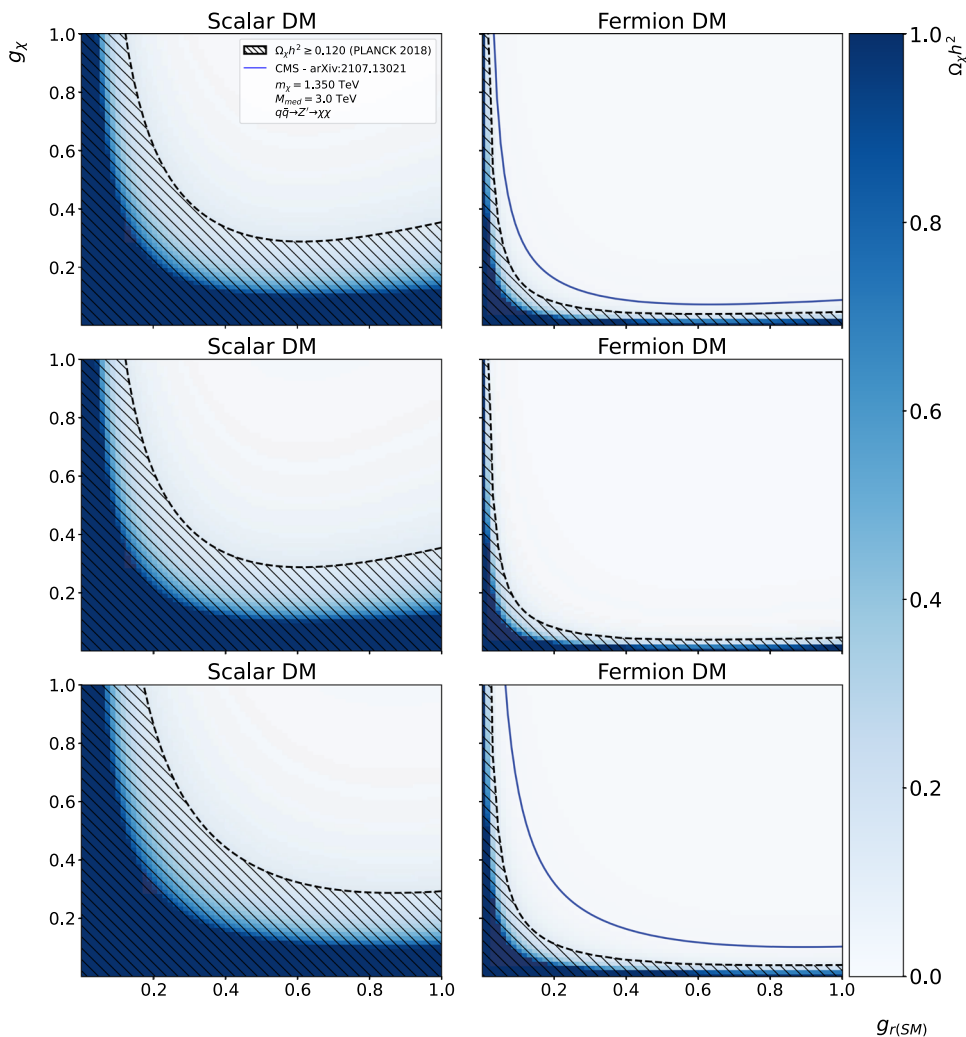 Scalar DM
Fermion DM
g_χ
Ω_χh² ≥ 0.120 (PLANCK 2018)
CMS - arXiv:2107.13021
m_χ = 1.350 TeV
M_med = 3.0 TeV
qq̄→Z′→χχ
1.0
0.8
0.6
0.4
0.2
Ω_χh²
1.0
0.8
0.6
0.4
0.2
0.0
Scalar DM
Fermion DM
1.0
0.8
0.6
0.4
0.2
Scalar DM
Fermion DM
1.0
0.8
0.6
0.4
0.2
0.2 0.4 0.6 0.8 1.0
0.2 0.4 0.6 0.8 1.0
g_r(SM)